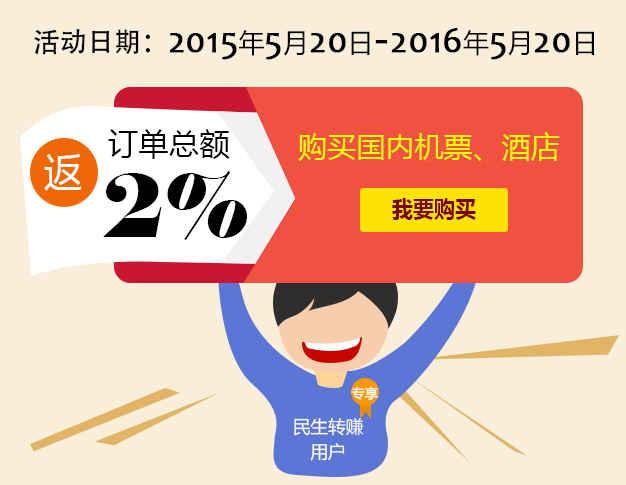 活动日期：2015年5月20日-2016年5月20日
返
订单总额
2%
购买国内机票、酒店
我要购买
专享
民生转赚
用户